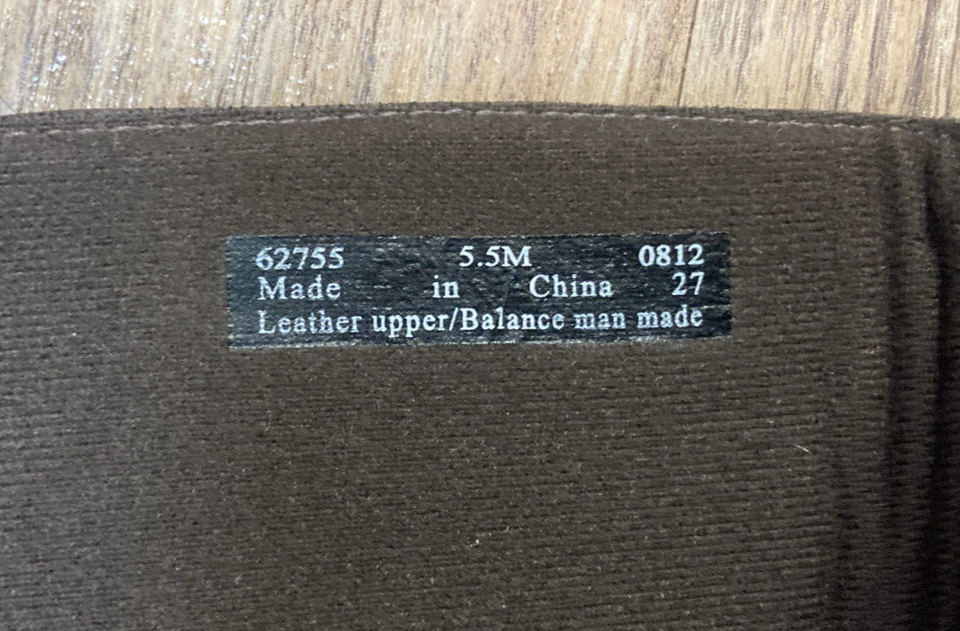 62755 5.5M 0812
Made in China 27
Leather upper/Balance man made